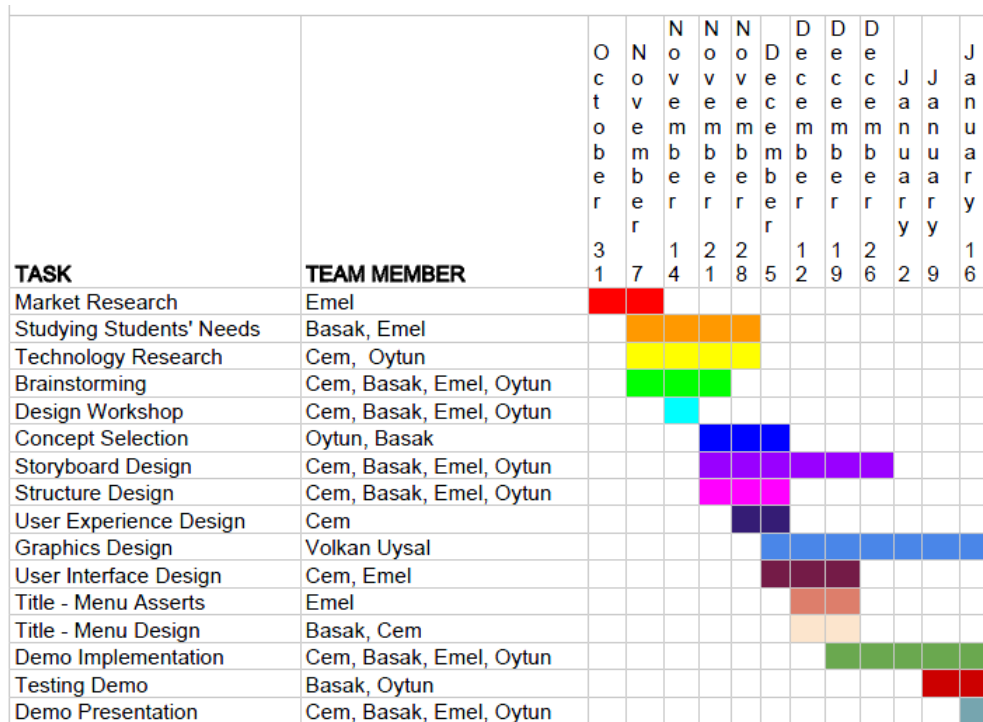 TASK TEAM MEMBER October 31 November 7 November 14 November 21 November 28 December 5 December 12 December 19 December 26 January 2 January 9 January 16
Market Research Emel
Studying Students' Needs Basak, Emel
Technology Research Cem, Oytun
Brainstorming Cem, Basak, Emel, Oytun
Design Workshop Cem, Basak, Emel, Oytun
Concept Selection Oytun, Basak
Storyboard Design Cem, Basak, Emel, Oytun
Structure Design Cem, Basak, Emel, Oytun
User Experience Design Cem
Graphics Design Volkan Uysal
User Interface Design Cem, Emel
Title - Menu Asserts Emel
Title - Menu Design Basak, Cem
Demo Implementation Cem, Basak, Emel, Oytun
Testing Demo Basak, Oytun
Demo Presentation Cem, Basak, Emel, Oytun